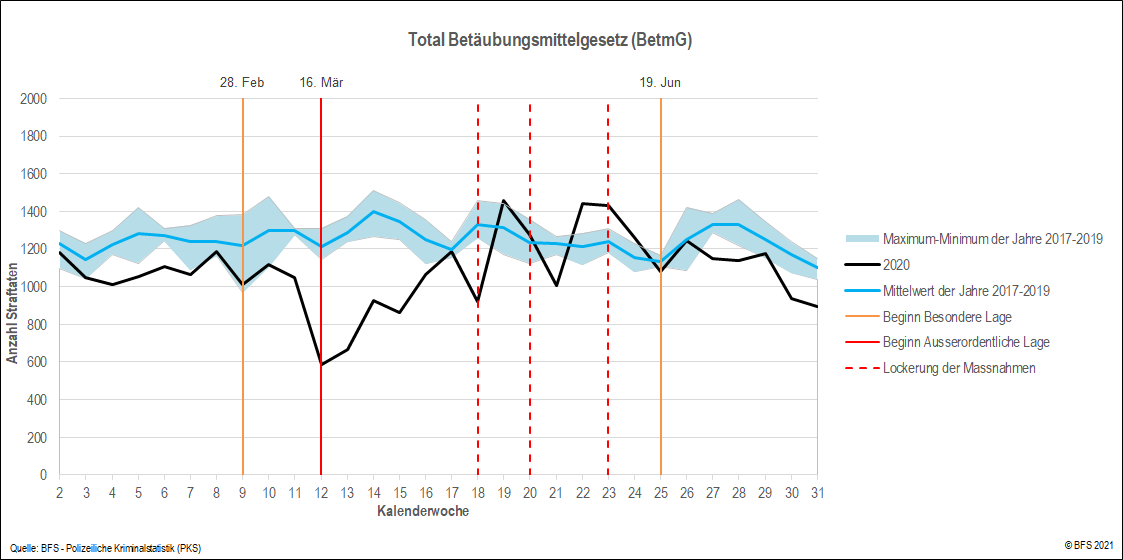 Total Betäubungsmittelgesetz (BetmG)
28. Feb
16. Mär
19. Jun
2000
1800
1600
1400
1200
1000
800
600
400
200
0
Anzahl Straftaten
2 3 4 5 6 7 8 9 10 11 12 13 14 15 16 17 18 19 20 21 22 23 24 25 26 27 28 29 30 31
Kalenderwoche
Maximum-Minimum der Jahre 2017-2019
2020
Mittelwert der Jahre 2017-2019
Beginn Besondere Lage
Beginn Ausserordentliche Lage
Lockerung der Massnahmen
Quelle: BFS - Polizeiliche Kriminalstatistik (PKS)
© BFS 2021